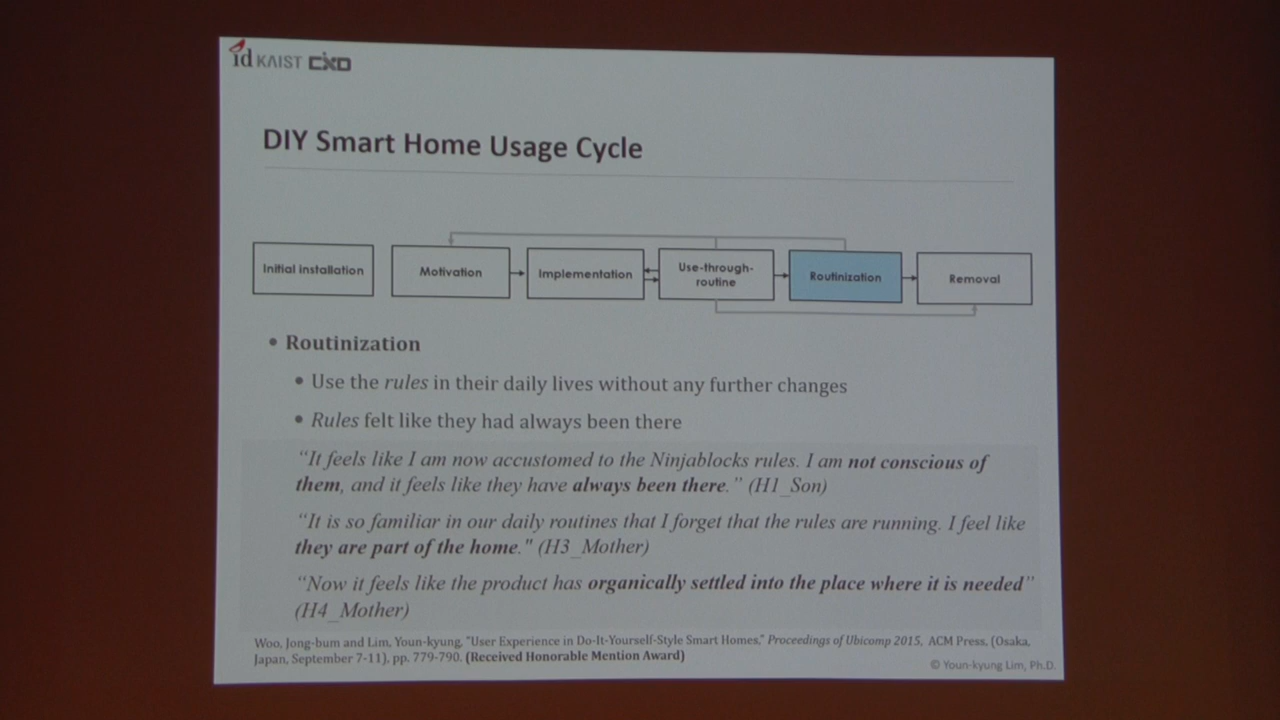 id KAIST CIXD
DIY Smart Home Usage Cycle
Initial installation
Motivation
Implementation
Use-through-
routine
Routinization
Removal
• Routinization
• Use the rules in their daily lives without any further changes
• Rules felt like they had always been there
“It feels like I am now accustomed to the Ninjablocks rules. I am not conscious of
them, and it feels like they have always been there.” (H1_Son)
“It is so familiar in our daily routines that I forget that the rules are running. I feel like
they are part of the home." (H3_Mother)
“Now it feels like the product has organically settled into the place where it is needed”
(H4_Mother)
Woo, Jong-bum and Lim, Youn-kyung, "User Experience in Do-It-Yourself-Style Smart Homes," Proceedings of Ubicomp 2015, ACM Press, (Osaka,
Japan, September 7-11), pp. 779-790. (Received Honorable Mention Award)
© Youn-kyung Lim, Ph.D.